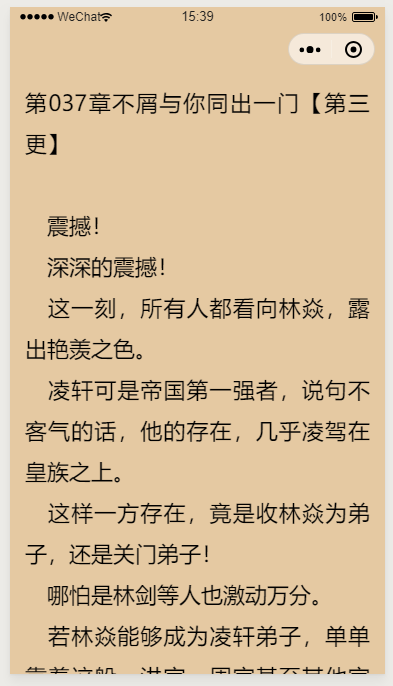 WeChat 15:39 100%
第037章不屑与你同出一门【第三
更】
震撼！
深深的震撼！
这一刻，所有人都看向林焱，露
出艳羡之色。
凌轩可是帝国第一强者，说句不
客气的话，他的存在，几乎凌驾在
皇族之上。
这样一方存在，竟是收林焱为弟
子，还是关门弟子！
哪怕是林剑等人也激动万分。
若林焱能够成为凌轩弟子，单单